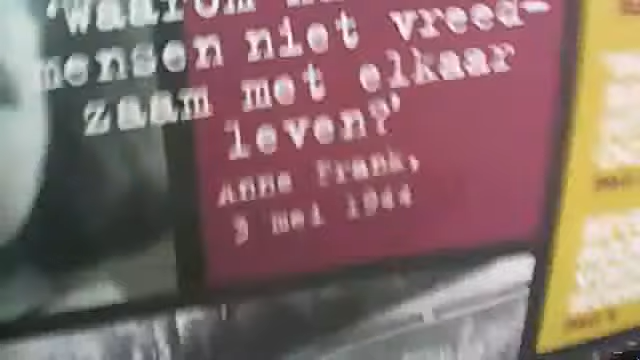 'waarom
mensen niet vreed-
zaam met elkaar
leven?'
Anne Frank,
3 mei 1944